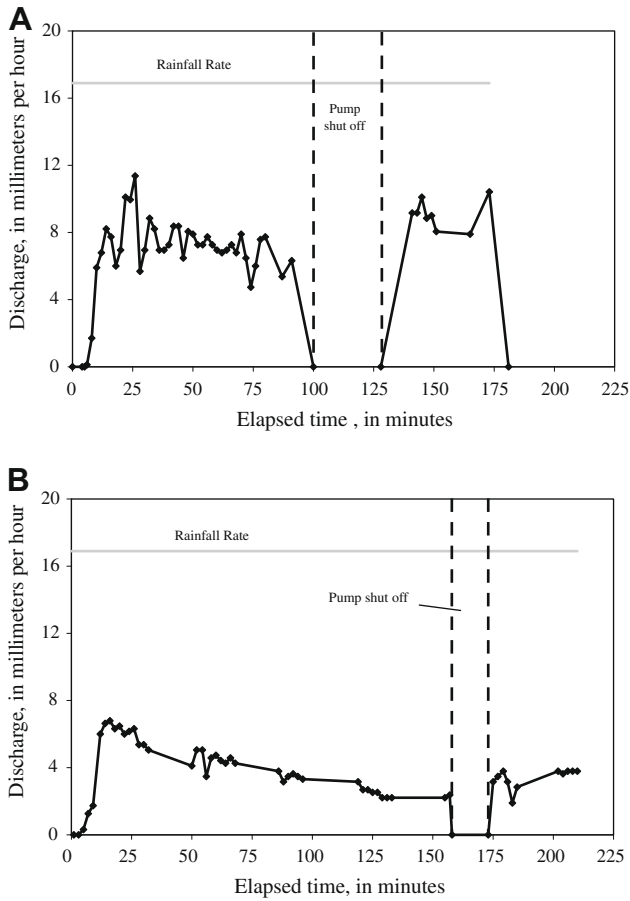 A
20
16
12
8
4
0
Discharge, in millimeters per hour
Rainfall Rate
Pump
shut off
0 25 50 75 100 125 150 175 200 225
Elapsed time , in minutes
B
20
16
12
8
4
0
Discharge, in millimeters per hour
Rainfall Rate
Pump shut off
0 25 50 75 100 125 150 175 200 225
Elapsed time, in minutes